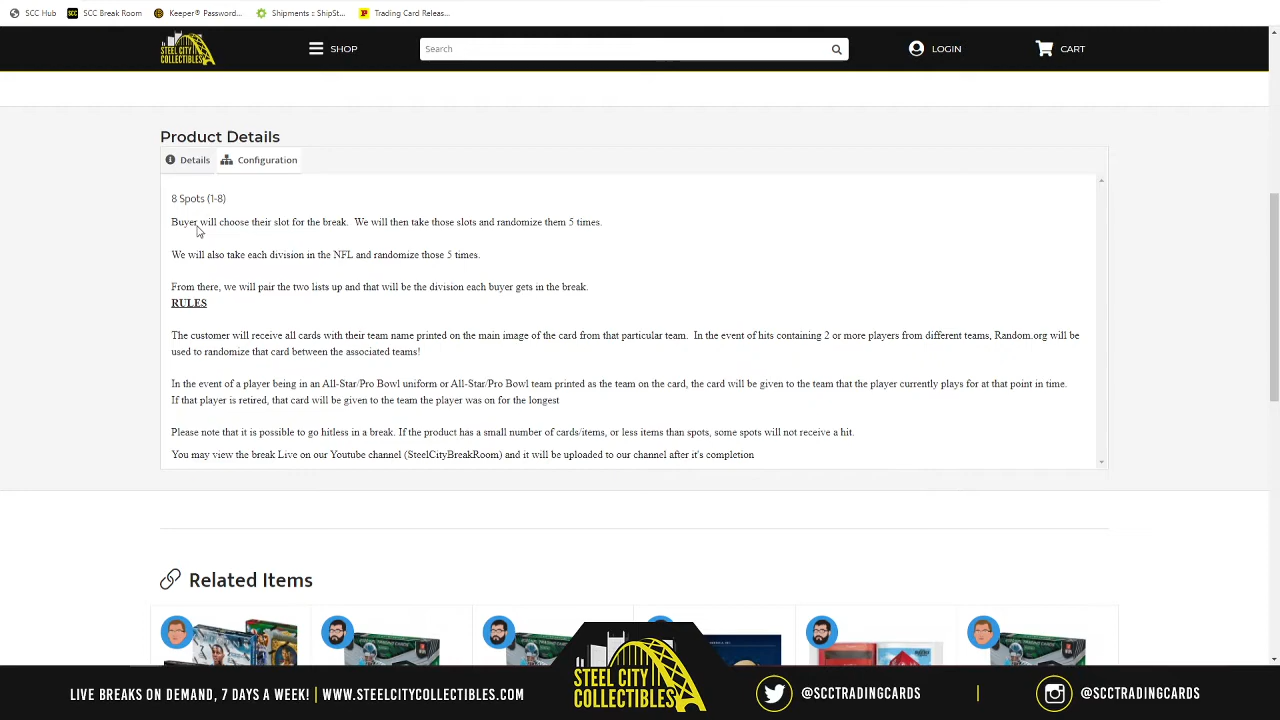 SCC Hub
SCC Break Room
Keeper® Password...
Shipments :: ShipSt...
Trading Card Releas...
STEEL CITY
COLLECTIBLES
SHOP
Search
LOGIN
CART
Product Details
Details
Configuration
8 Spots (1-8)
Buyer will choose their slot for the break.  We will then take those slots and randomize them 5 times.
We will also take each division in the NFL and randomize those 5 times.
From there, we will pair the two lists up and that will be the division each buyer gets in the break.
RULES
The customer will receive all cards with their team name printed on the main image of the card from that particular team.  In the event of hits containing 2 or more players from different teams, Random.org will be
used to randomize that card between the associated teams!
In the event of a player being in an All-Star/Pro Bowl uniform or All-Star/Pro Bowl team printed as the team on the card, the card will be given to the team that the player currently plays for at that point in time.
If that player is retired, that card will be given to the team the player was on for the longest
Please note that it is possible to go hitless in a break. If the product has a small number of cards/items, or less items than spots, some spots will not receive a hit.
You may view the break Live on our Youtube channel (SteelCityBreakRoom) and it will be uploaded to our channel after it's completion
Related Items
LIVE BREAKS ON DEMAND, 7 DAYS A WEEK! | WWW.STEELCITYCOLLECTIBLES.COM
STEEL CITY
COLLECTIBLES
@SCCTRADINGCARDS
@SCCTRADINGCARDS